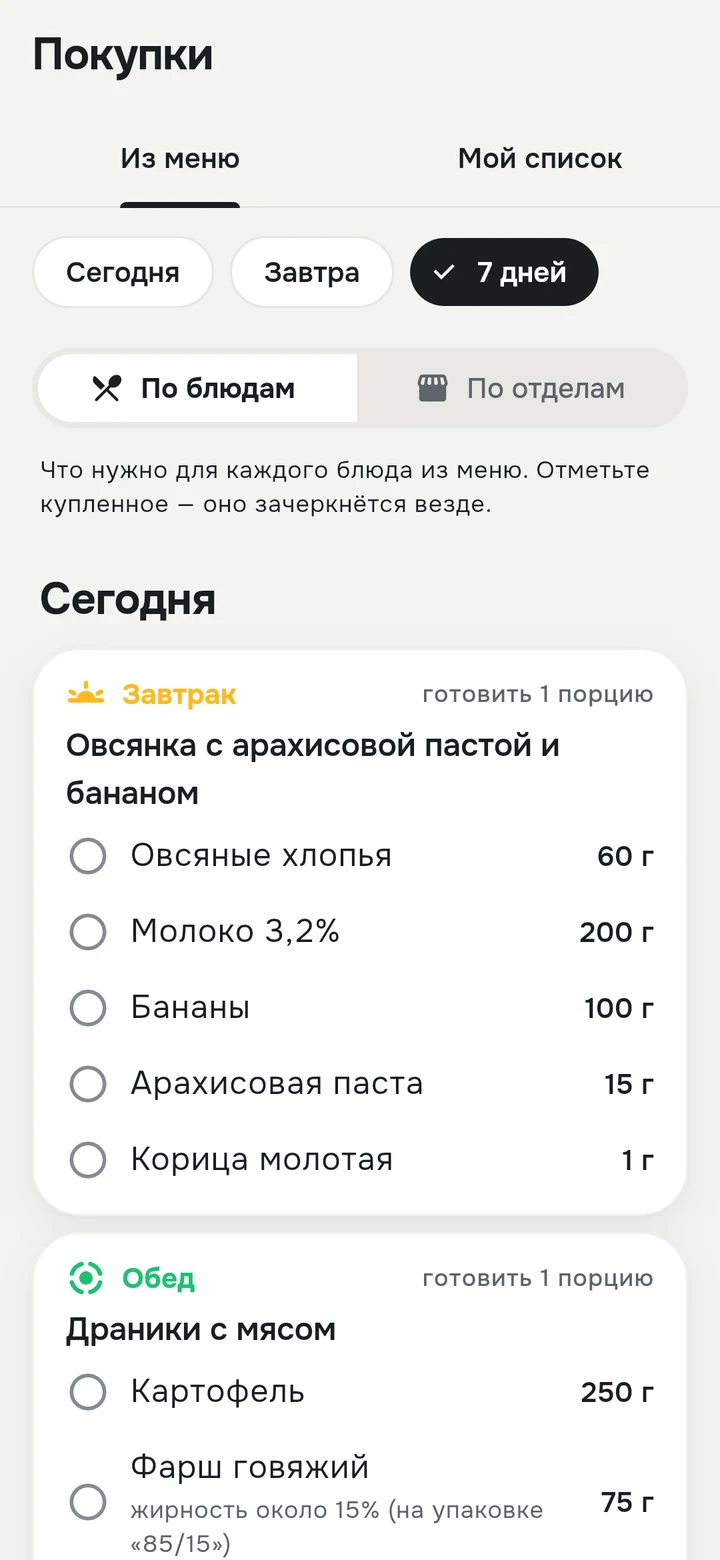 Покупки
Из меню
Мой список
Сегодня
Завтра
7 дней
По блюдам
По отделам
Что нужно для каждого блюда из меню. Отметьте
купленное — оно зачеркнётся везде.
Сегодня
Завтрак
готовить 1 порцию
Овсянка с арахисовой пастой и
бананом
Овсяные хлопья
60 г
Молоко 3,2%
200 г
Бананы
100 г
Арахисовая паста
15 г
Корица молотая
1 г
Обед
готовить 1 порцию
Драники с мясом
Картофель
250 г
Фарш говяжий
жирность около 15% (на упаковке
«85/15»)
75 г